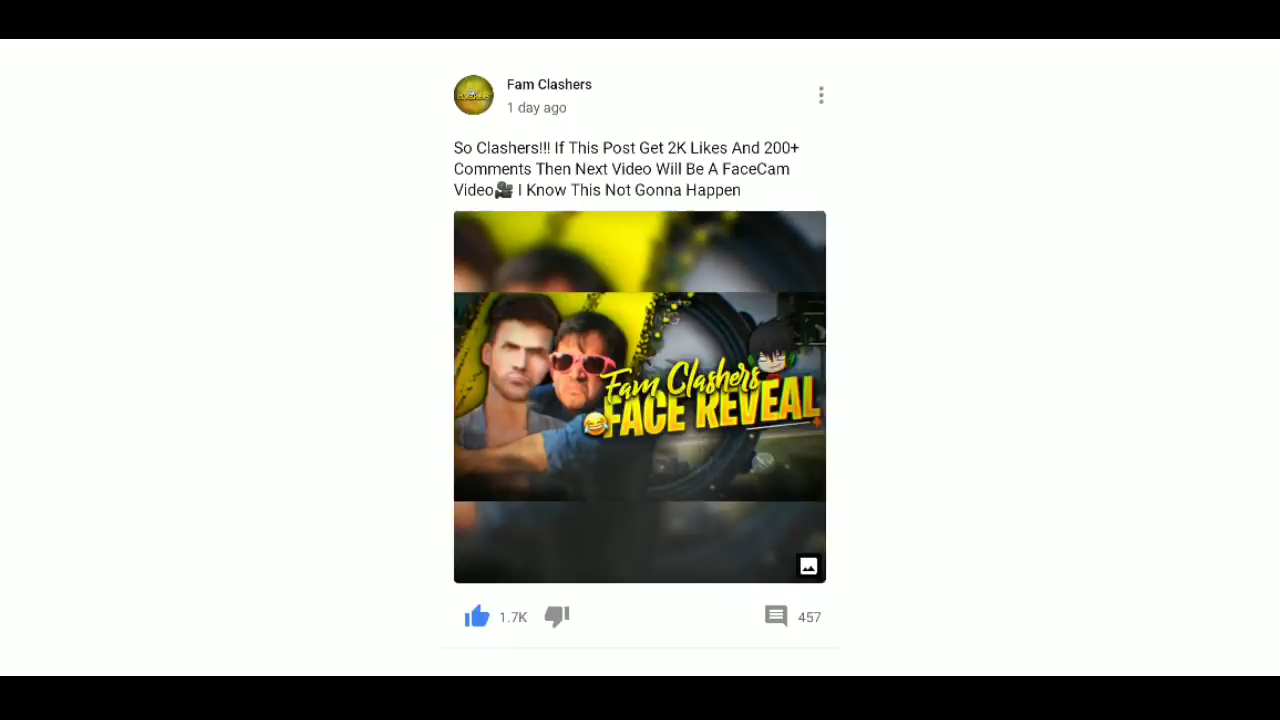 Fam Clashers
1 day ago
So Clashers!!! If This Post Get 2K Likes And 200+
Comments Then Next Video Will Be A FaceCam
Video🎥 I Know This Not Gonna Happen
Fam Clashers
FACE REVEAL
1.7K
457